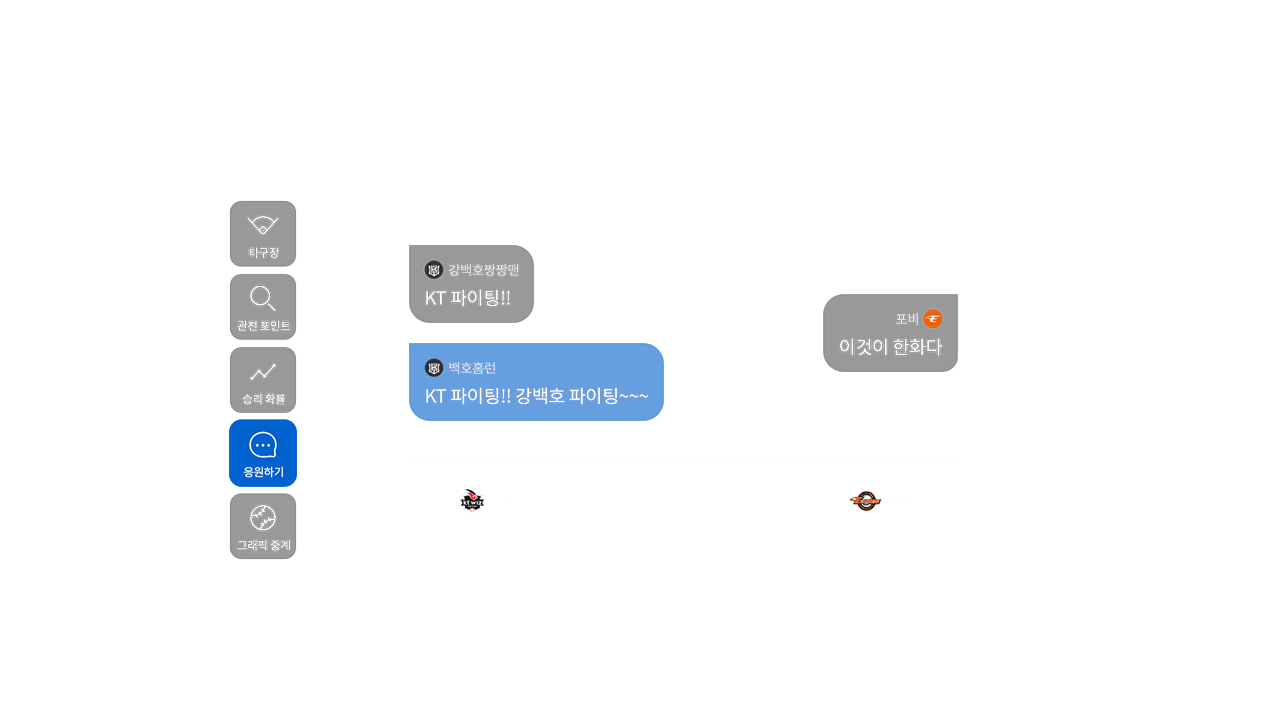 타구장
관전 포인트
승리 확률
응원하기
그래픽 중계
강백호짱짱맨
KT 파이팅!!
포비
이것이 한화다
백호홈런
KT 파이팅!! 강백호 파이팅~~~